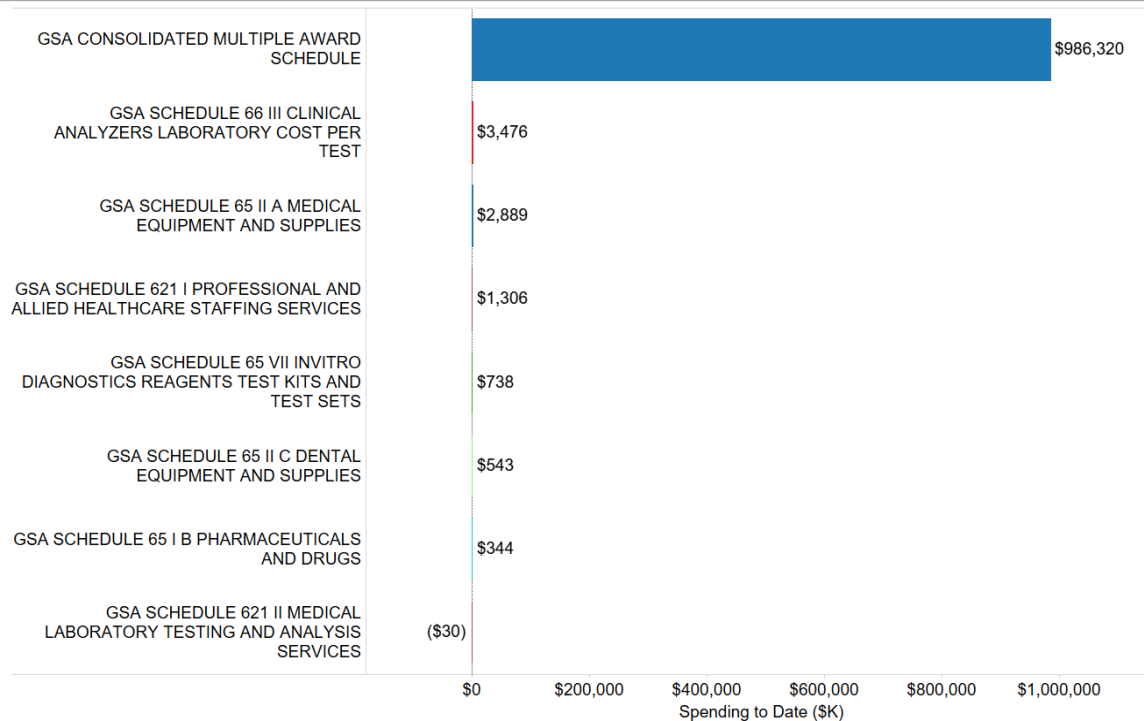 GSA CONSOLIDATED MULTIPLE AWARD
SCHEDULE
$986,320
GSA SCHEDULE 66 III CLINICAL
ANALYZERS LABORATORY COST PER
TEST
$3,476
GSA SCHEDULE 65 II A MEDICAL
EQUIPMENT AND SUPPLIES
$2,889
GSA SCHEDULE 621 I PROFESSIONAL AND
ALLIED HEALTHCARE STAFFING SERVICES
$1,306
GSA SCHEDULE 65 VII INVITRO
DIAGNOSTICS REAGENTS TEST KITS AND
TEST SETS
$738
GSA SCHEDULE 65 II C DENTAL
EQUIPMENT AND SUPPLIES
$543
GSA SCHEDULE 65 I B PHARMACEUTICALS
AND DRUGS
$344
GSA SCHEDULE 621 II MEDICAL
LABORATORY TESTING AND ANALYSIS
SERVICES
($30)
$0 $200,000 $400,000 $600,000 $800,000 $1,000,000
Spending to Date ($K)